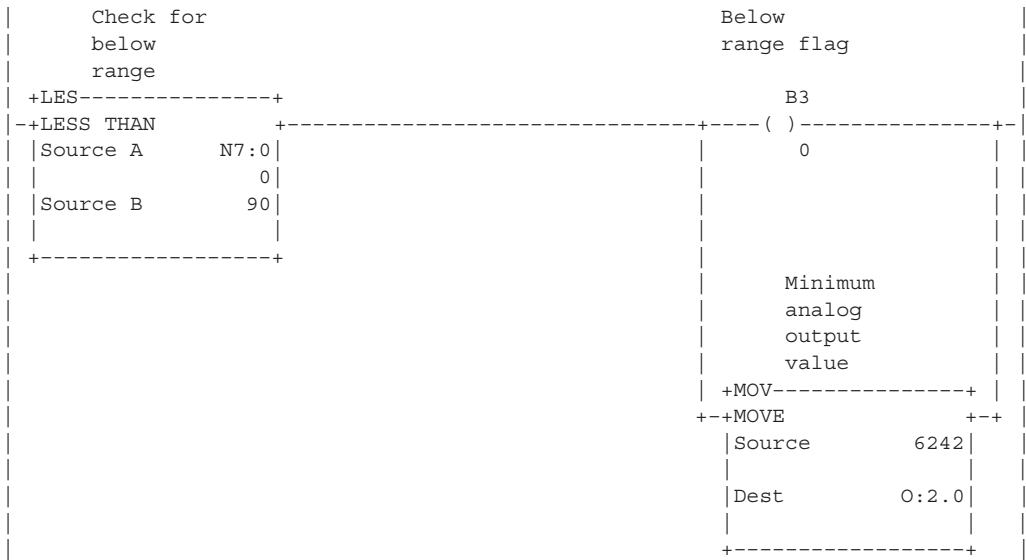 Check for Below
below range flag
range
LES B3
LESS THAN ( )
Source A N7:0 0
0
Source B 90
Minimum
analog
output
value
MOV
MOVE
Source 6242
Dest O:2.0